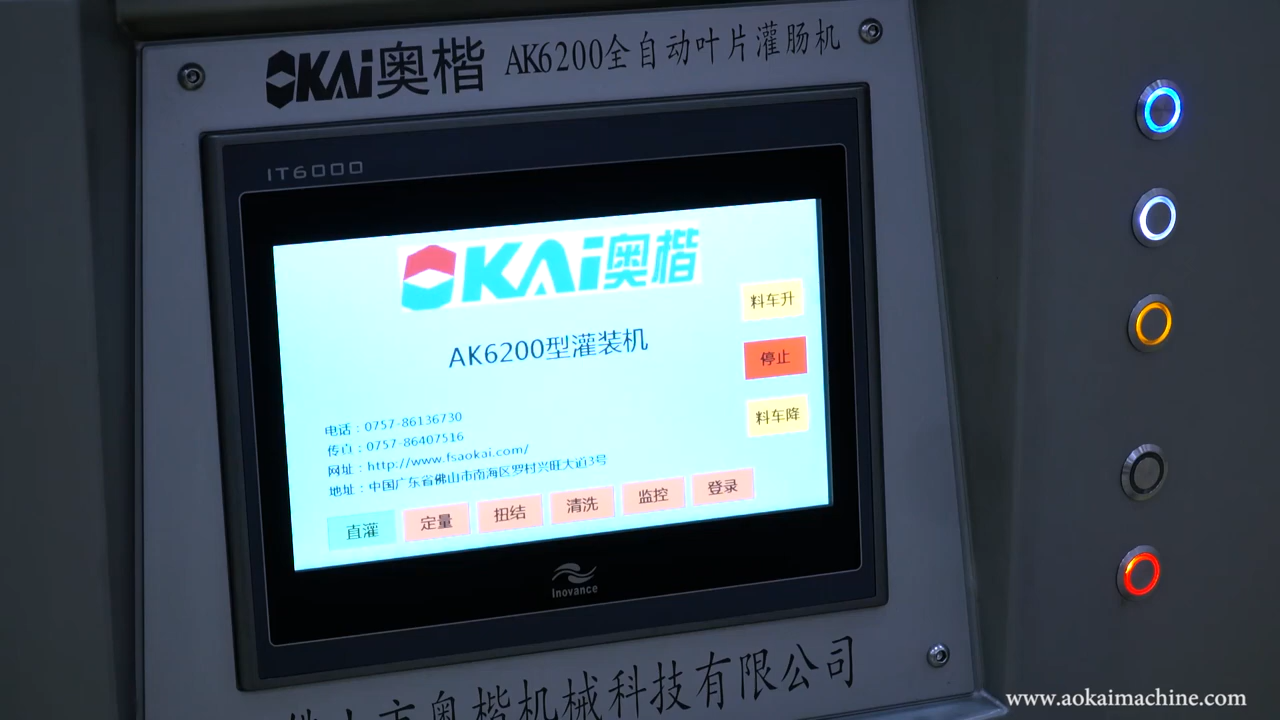 OKAi奥楷 AK6200全自动叶片灌肠机
IT6000
OKAi奥楷
AK6200型灌装机
料车升
停止
料车降
电话：0757-86136730
传真：0757-86407516
网址：http://www.fsaokai.com/
地址：中国广东省佛山市南海区罗村兴旺大道3号
直灌 定量 扭结 清洗 监控 登录
Inovance
奥楷机械科技有限公司
www.aokaimachine.com